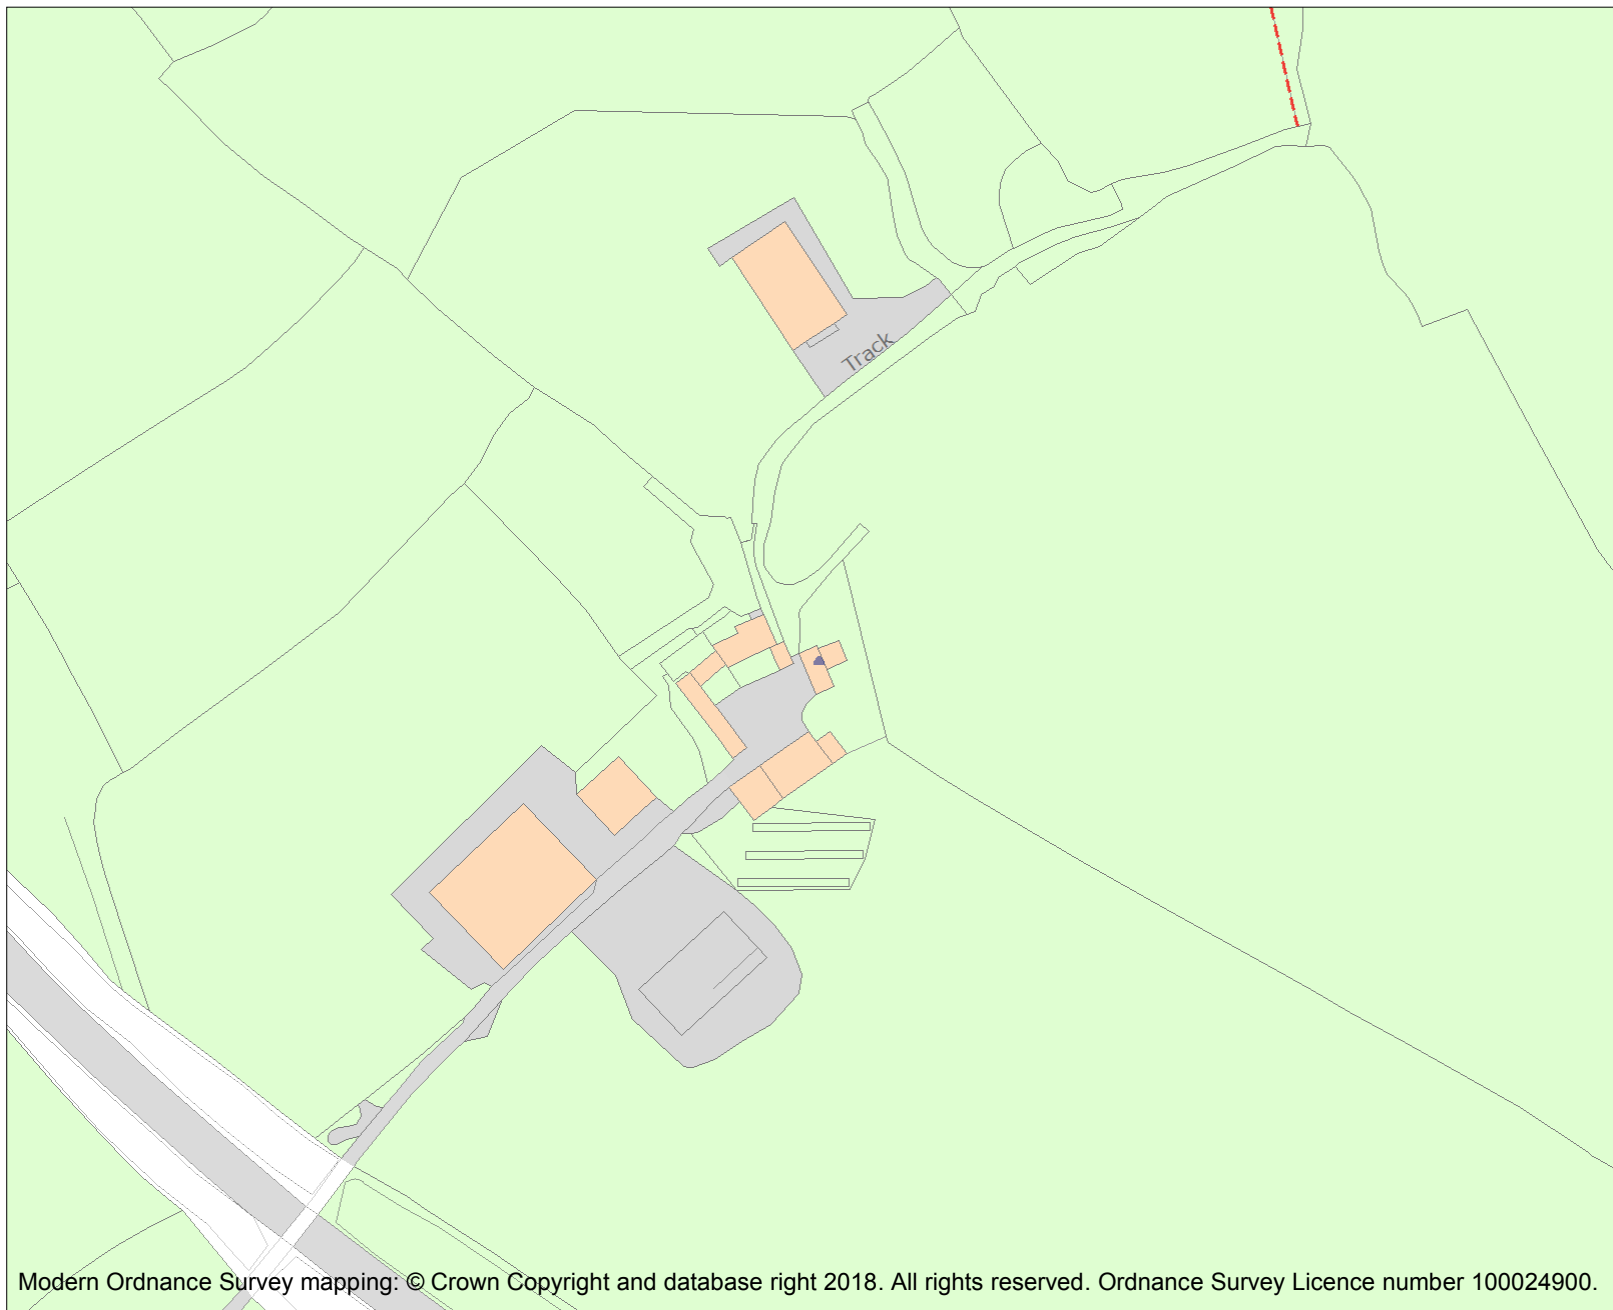 Track
Modern Ordnance Survey mapping: © Crown Copyright and database right 2018. All rights reserved. Ordnance Survey Licence number 100024900.